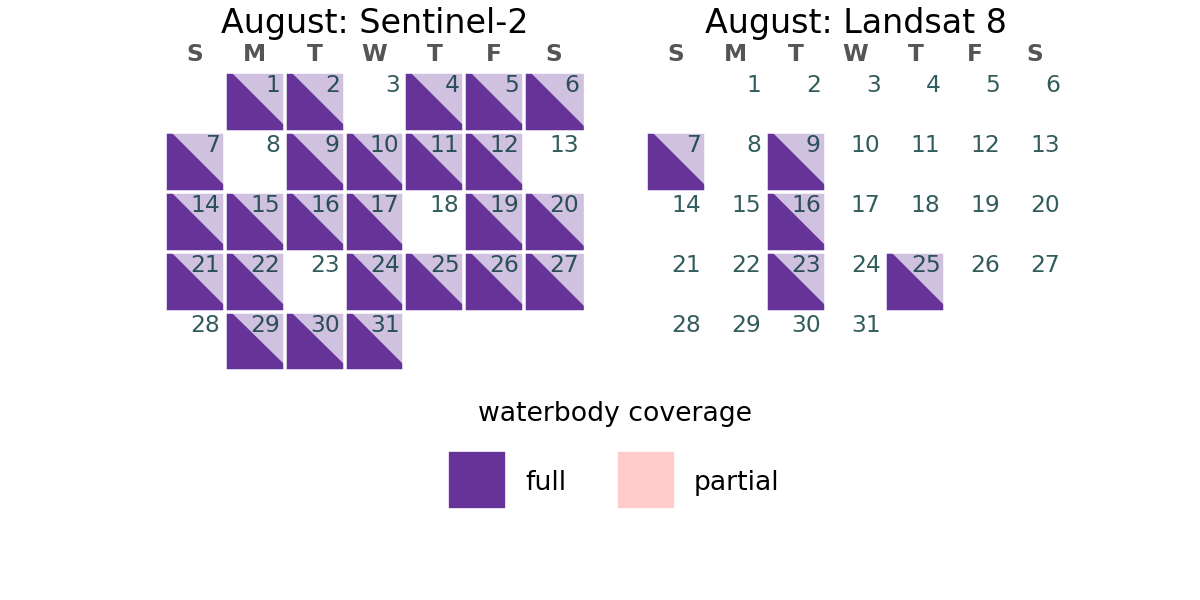 August: Sentinel-2
S M T W T F S
1 2 3 4 5 6
7 8 9 10 11 12 13
14 15 16 17 18 19 20
21 22 23 24 25 26 27
28 29 30 31
August: Landsat 8
S M T W T F S
1 2 3 4 5 6
7 8 9 10 11 12 13
14 15 16 17 18 19 20
21 22 23 24 25 26 27
28 29 30 31
waterbody coverage
full partial